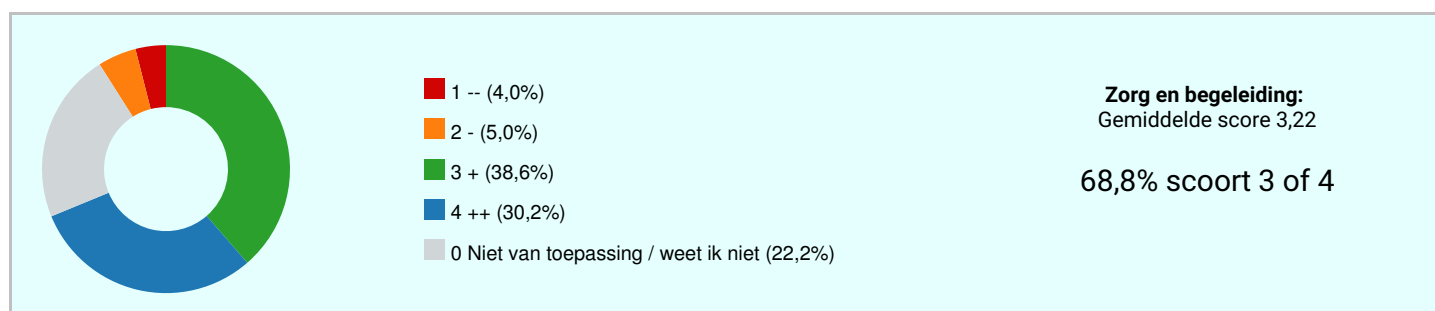 1 -- (4,0%)
2 - (5,0%)
3 + (38,6%)
4 ++ (30,2%)
0 Niet van toepassing / weet ik niet (22,2%)
Zorg en begeleiding:
Gemiddelde score 3,22
68,8% scoort 3 of 4